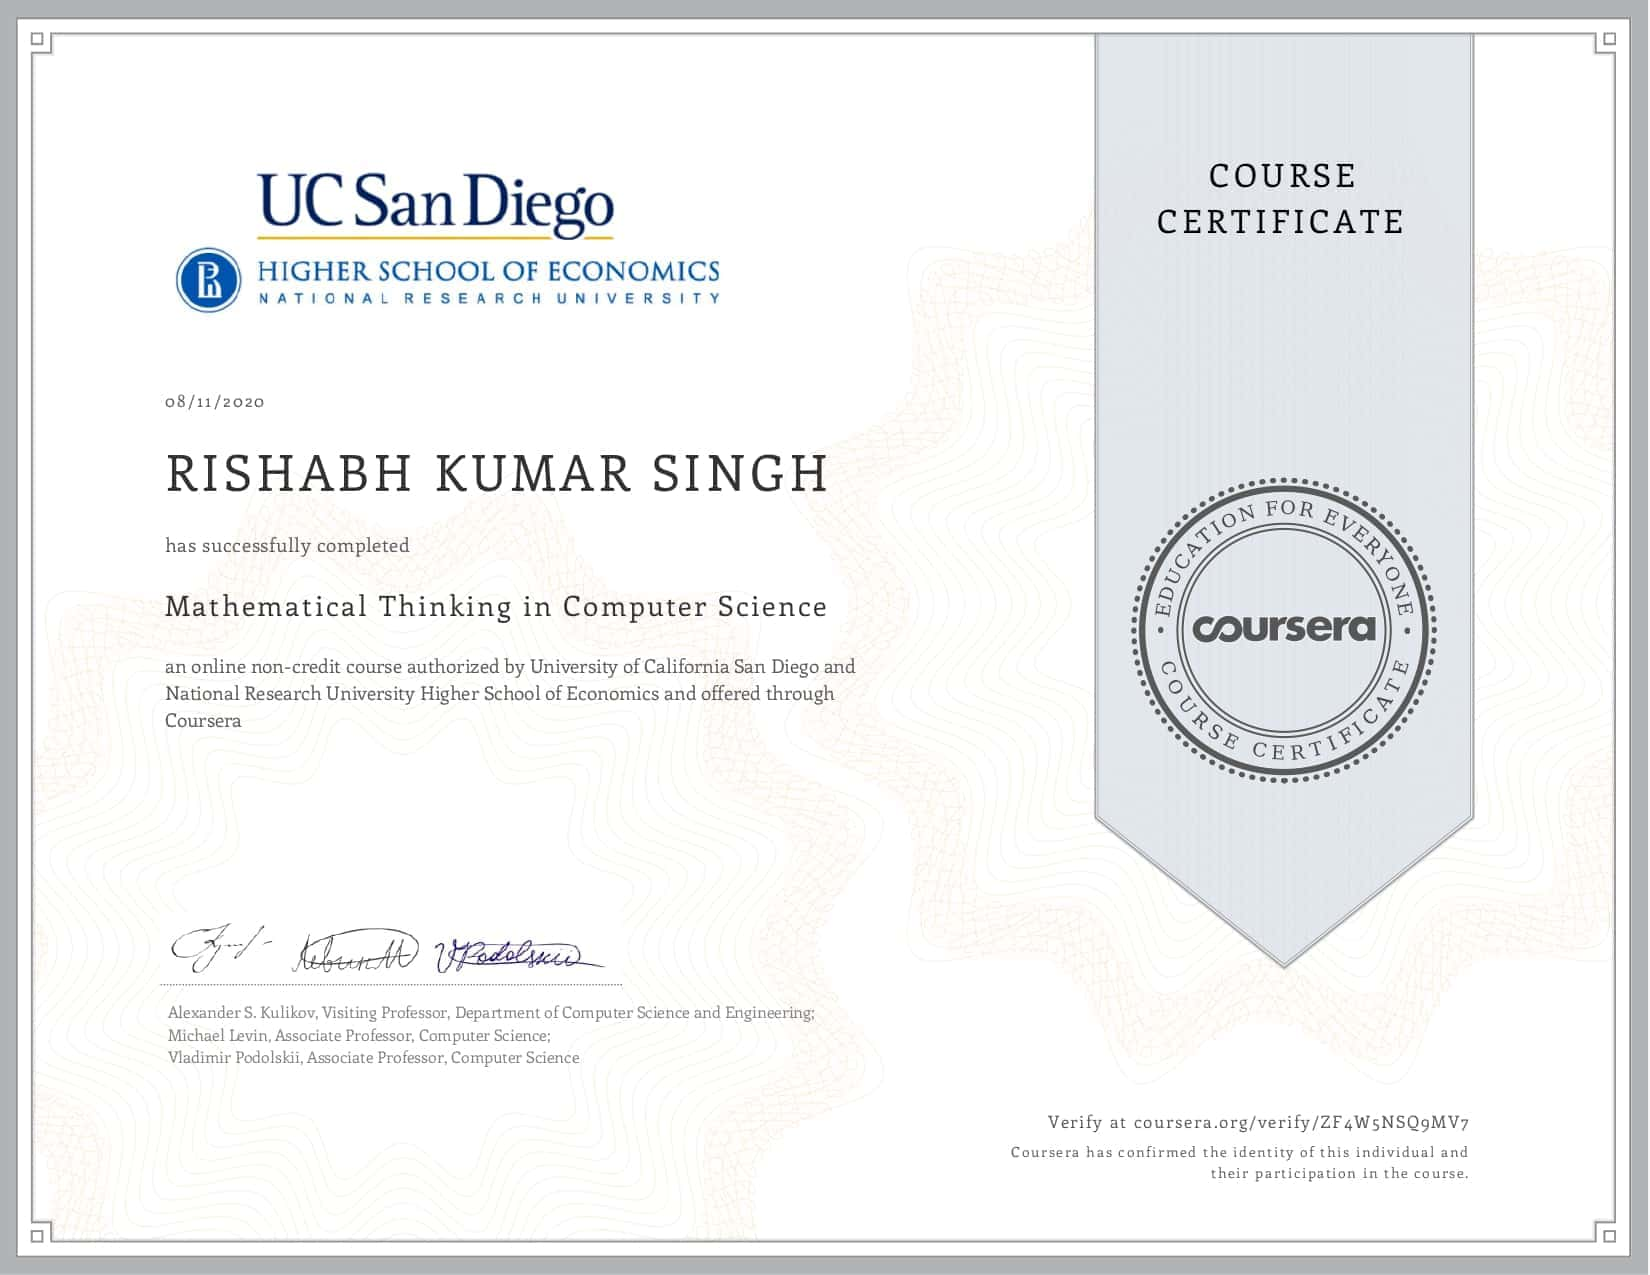 UC San Diego
HIGHER SCHOOL OF ECONOMICS
NATIONAL RESEARCH UNIVERSITY
COURSE
CERTIFICATE
08/11/2020
RISHABH KUMAR SINGH
has successfully completed
Mathematical Thinking in Computer Science
an online non-credit course authorized by University of California San Diego and
National Research University Higher School of Economics and offered through
Coursera
EDUCATION FOR EVERYONE
coursera
COURSE CERTIFICATE
VPodolskii
Alexander S. Kulikov, Visiting Professor, Department of Computer Science and Engineering;
Michael Levin, Associate Professor, Computer Science;
Vladimir Podolskii, Associate Professor, Computer Science
Verify at coursera.org/verify/ZF4W5NSQ9MV7
Coursera has confirmed the identity of this individual and
their participation in the course.